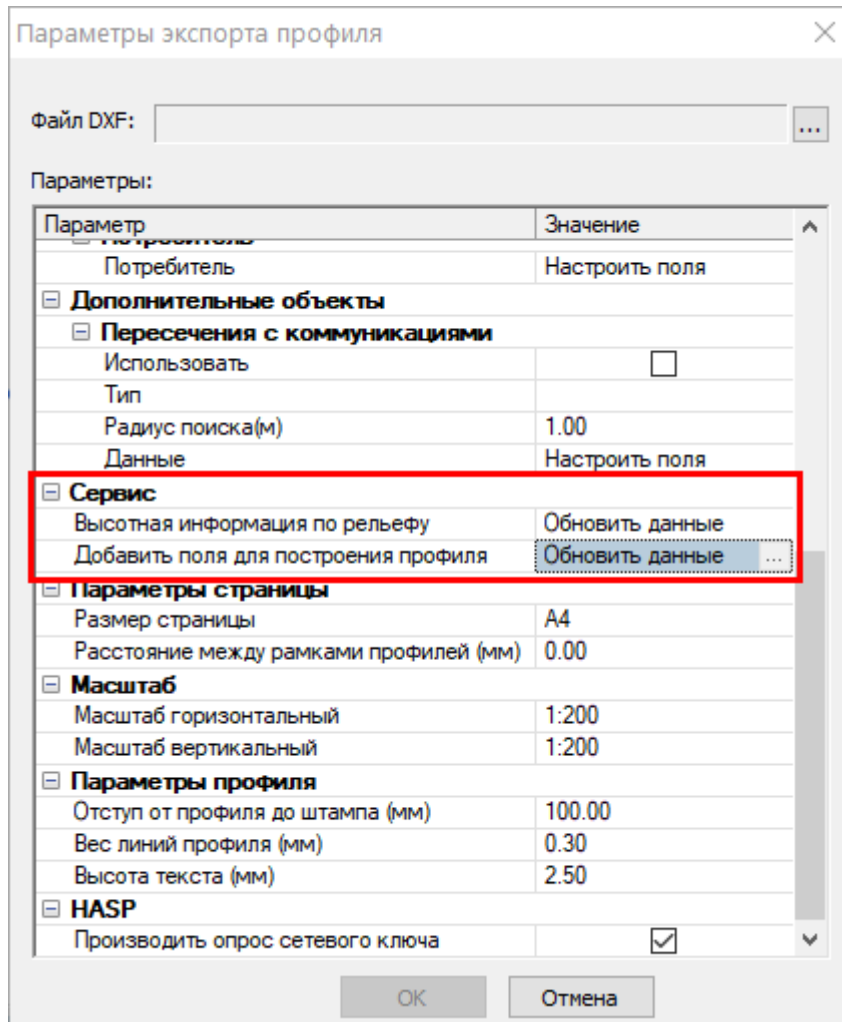 Параметры экспорта профиля
Файл DXF:
...
Параметры:
Параметр Значение
Потребитель
Потребитель Настроить поля
Дополнительные объекты
Пересечения с коммуникациями
Использовать
Тип
Радиус поиска(м) 1.00
Данные Настроить поля
Сервис
Высотная информация по рельефу Обновить данные
Добавить поля для построения профиля Обновить данные ...
Параметры страницы
Размер страницы A4
Расстояние между рамками профилей (мм) 0.00
Масштаб
Масштаб горизонтальный 1:200
Масштаб вертикальный 1:200
Параметры профиля
Отступ от профиля до штампа (мм) 100.00
Вес линий профиля (мм) 0.30
Высота текста (мм) 2.50
HASP
Производить опрос сетевого ключа
OK Отмена